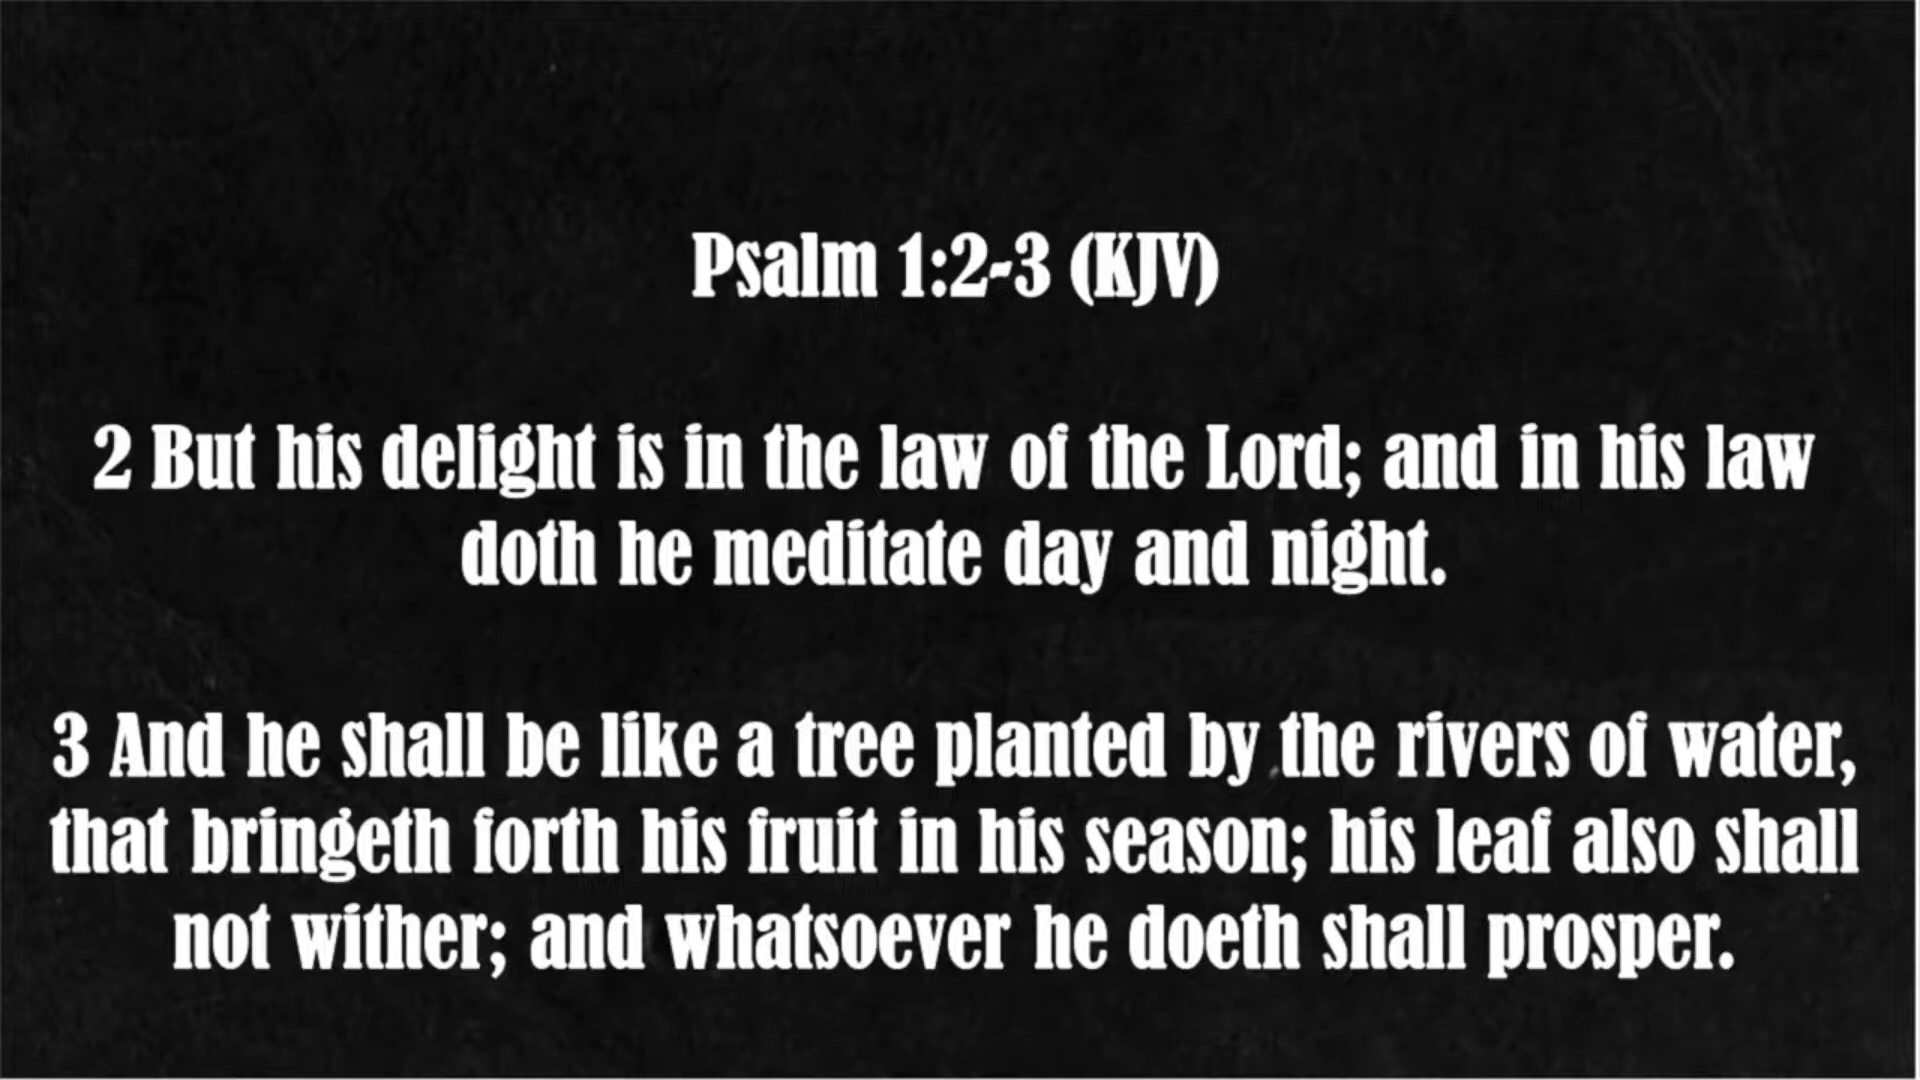 Psalm 1:2-3 (KJV)
2 But his delight is in the law of the Lord; and in his law
doth he meditate day and night.
3 And he shall be like a tree planted by the rivers of water,
that bringeth forth his fruit in his season; his leaf also shall
not wither; and whatsoever he doeth shall prosper.